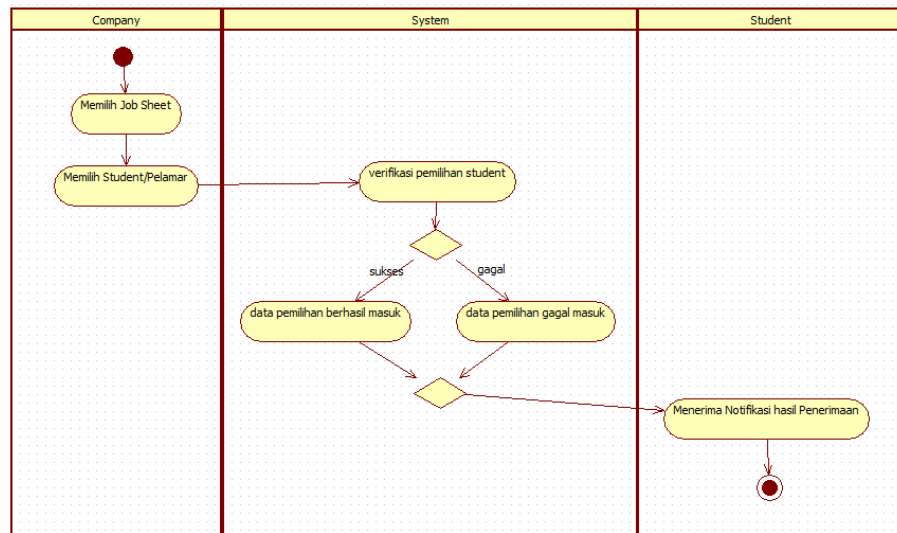 Company
System
Student
Memilih Job Sheet
Memilih Student/Pelamar
verifikasi pemilihan student
sukses
gagal
data pemilihan berhasil masuk
data pemilihan gagal masuk
Menerima Notifikasi hasil Penerimaan